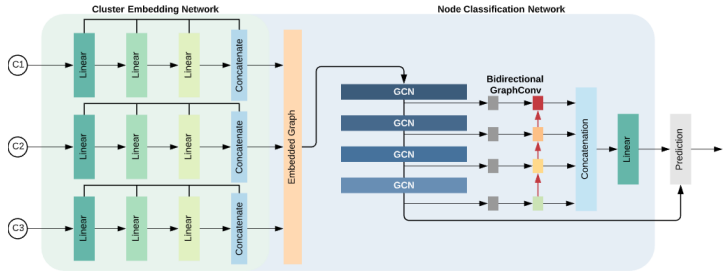 Cluster Embedding Network
Node Classification Network
C1
Linear
Linear
Linear
Concatenate
C2
Linear
Linear
Linear
Concatenate
C3
Linear
Linear
Linear
Concatenate
Embedded Graph
GCN
GCN
GCN
GCN
Bidirectional
GraphConv
Concatenation
Linear
Prediction